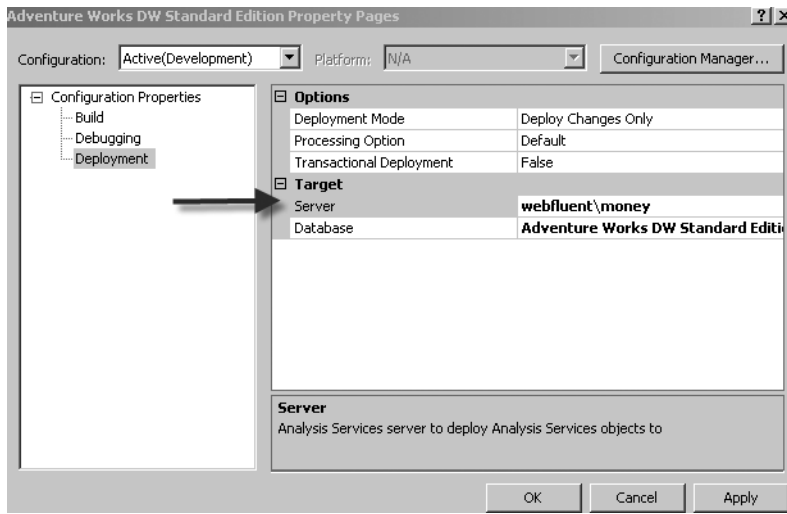 Adventure Works DW Standard Edition Property Pages
Configuration: Active(Development) Platform: N/A Configuration Manager...
Configuration Properties
Build
Debugging
Deployment
Options
Deployment Mode Deploy Changes Only
Processing Option Default
Transactional Deployment False
Target
Server webfluent\money
Database Adventure Works DW Standard Editi
Server
Analysis Services server to deploy Analysis Services objects to
OK Cancel Apply